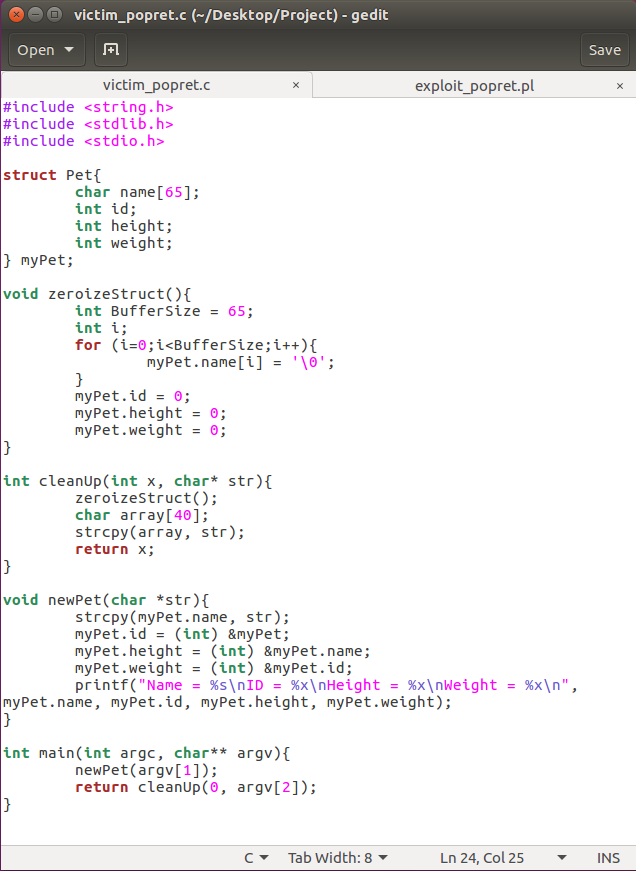 victim_popret.c (~/Desktop/Project) - gedit
Open Save
victim_popret.c × exploit_popret.pl ×
#include <string.h>
#include <stdlib.h>
#include <stdio.h>

struct Pet{
        char name[65];
        int id;
        int height;
        int weight;
} myPet;

void zeroizeStruct(){
        int BufferSize = 65;
        int i;
        for (i=0;i<BufferSize;i++){
                myPet.name[i] = '\0';
        }
        myPet.id = 0;
        myPet.height = 0;
        myPet.weight = 0;
}

int cleanUp(int x, char* str){
        zeroizeStruct();
        char array[40];
        strcpy(array, str);
        return x;
}

void newPet(char *str){
        strcpy(myPet.name, str);
        myPet.id = (int) &myPet;
        myPet.height = (int) &myPet.name;
        myPet.weight = (int) &myPet.id;
        printf("Name = %s\nID = %x\nHeight = %x\nWeight = %x\n",
myPet.name, myPet.id, myPet.height, myPet.weight);
}

int main(int argc, char** argv){
        newPet(argv[1]);
        return cleanUp(0, argv[2]);
}
C Tab Width: 8 Ln 24, Col 25 INS